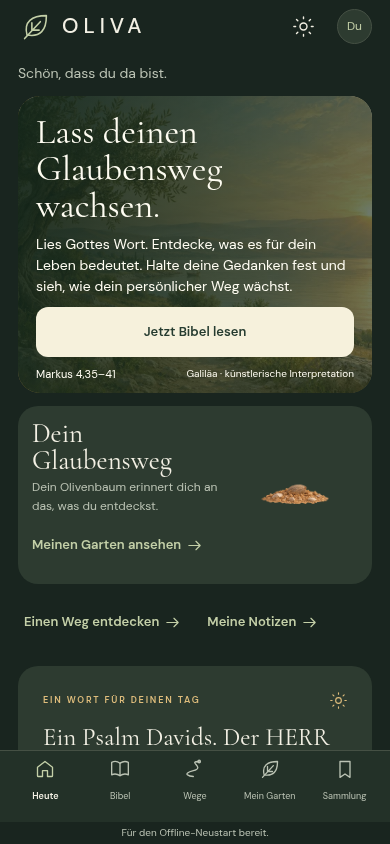 OLIVA
Du
Schön, dass du da bist.
Lass deinen
Glaubensweg
wachsen.
Lies Gottes Wort. Entdecke, was es für dein
Leben bedeutet. Halte deine Gedanken fest und
sieh, wie dein persönlicher Weg wächst.
Jetzt Bibel lesen
Markus 4,35–41
Galiläa · künstlerische Interpretation
Dein
Glaubensweg
Dein Olivenbaum erinnert dich an
das, was du entdeckst.
Meinen Garten ansehen →
Einen Weg entdecken →
Meine Notizen →
EIN WORT FÜR DEINEN TAG
Ein Psalm Davids. Der HERR
Heute
Bibel
Wege
Mein Garten
Sammlung
Für den Offline-Neustart bereit.